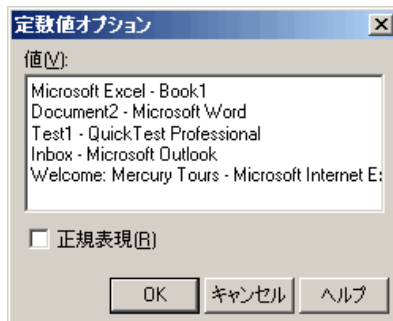 定数値オプション
値(V):
Microsoft Excel - Book1
Document2 - Microsoft Word
Test1 - QuickTest Professional
Inbox - Microsoft Outlook
Welcome: Mercury Tours - Microsoft Internet E:
正規表現(R)
OK キャンセル ヘルプ